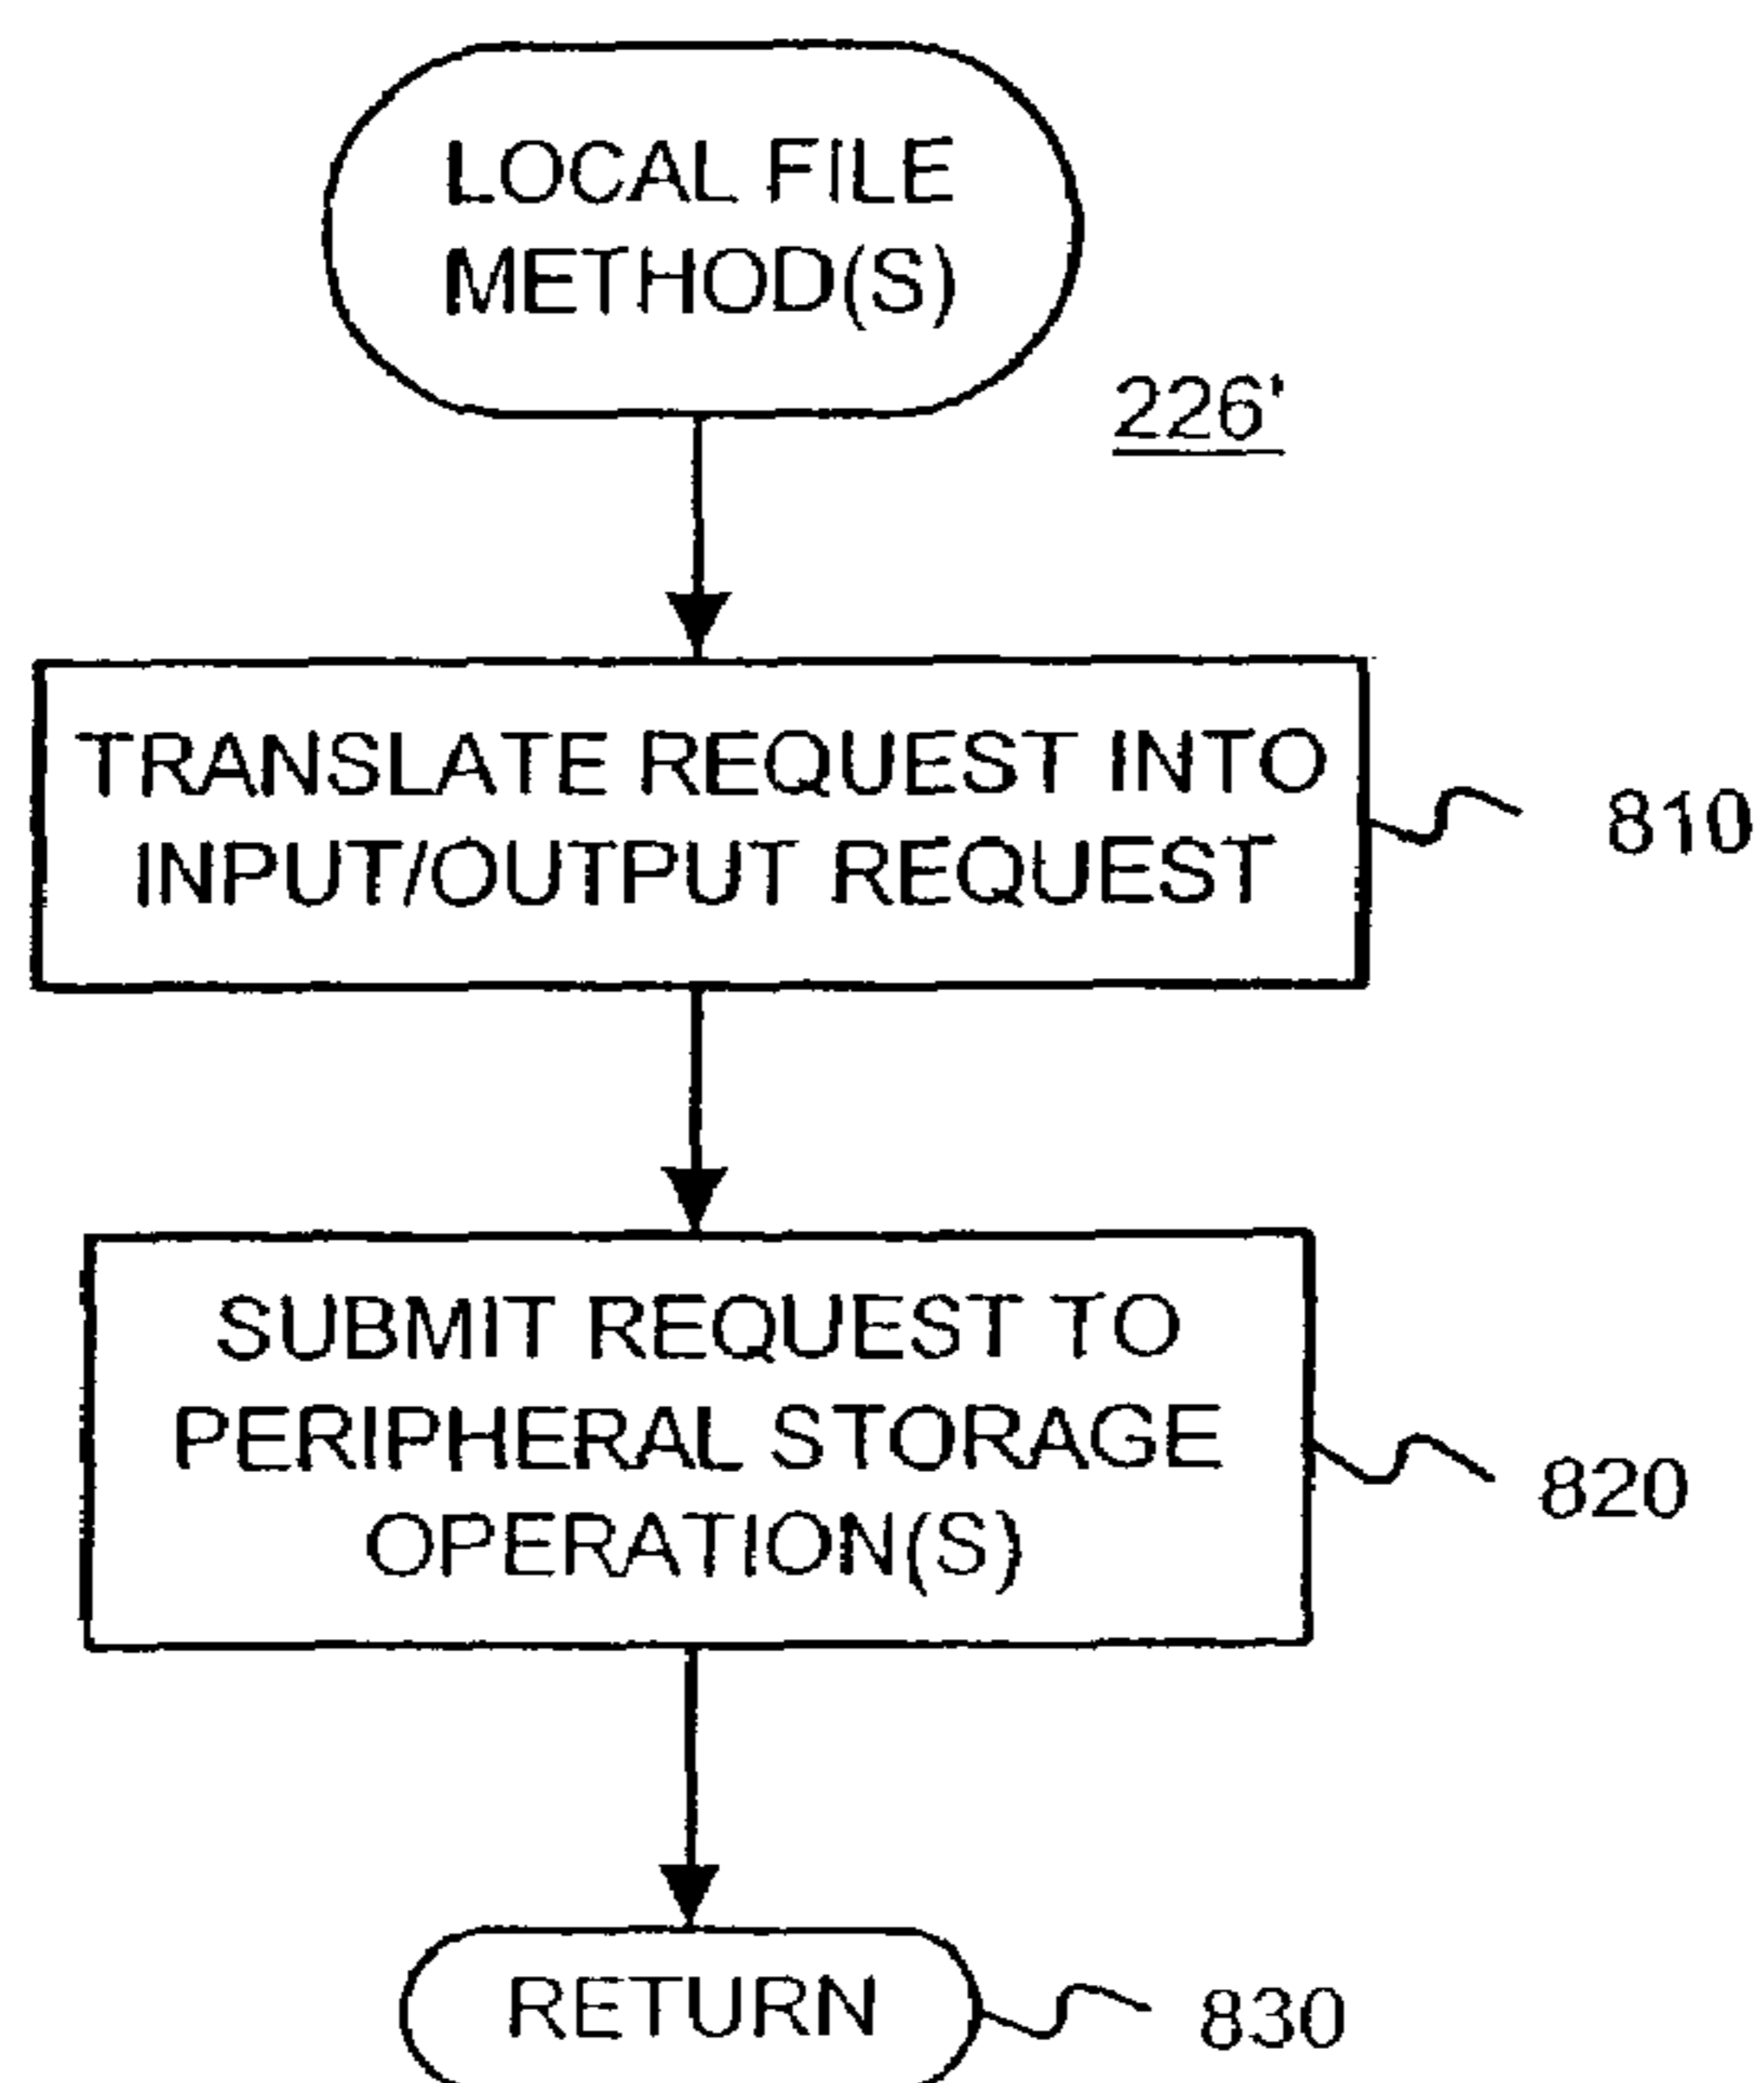 LOCAL FILE
METHOD(S)
226'
TRANSLATE REQUEST INTO
INPUT/OUTPUT REQUEST
810
SUBMIT REQUEST TO
PERIPHERAL STORAGE
OPERATION(S)
820
RETURN
830